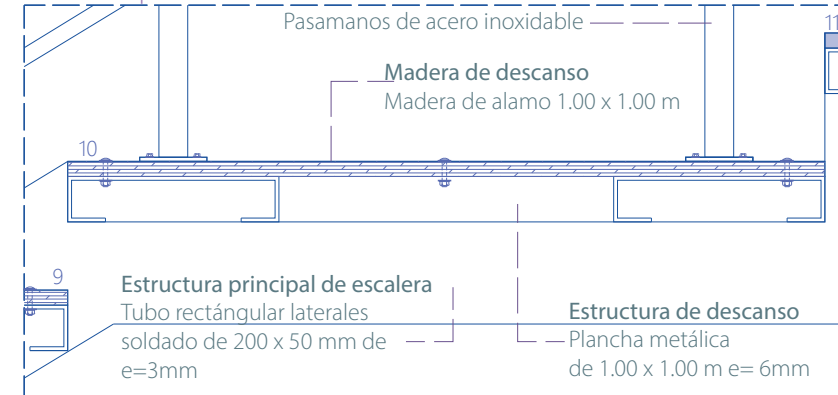 Pasamanos de acero inoxidable
11
Madera de descanso
Madera de alamo 1.00 x 1.00 m
10
9
Estructura principal de escalera
Tubo rectángular laterales
soldado de 200 x 50 mm de
e=3mm
Estructura de descanso
Plancha metálica
de 1.00 x 1.00 m e= 6mm